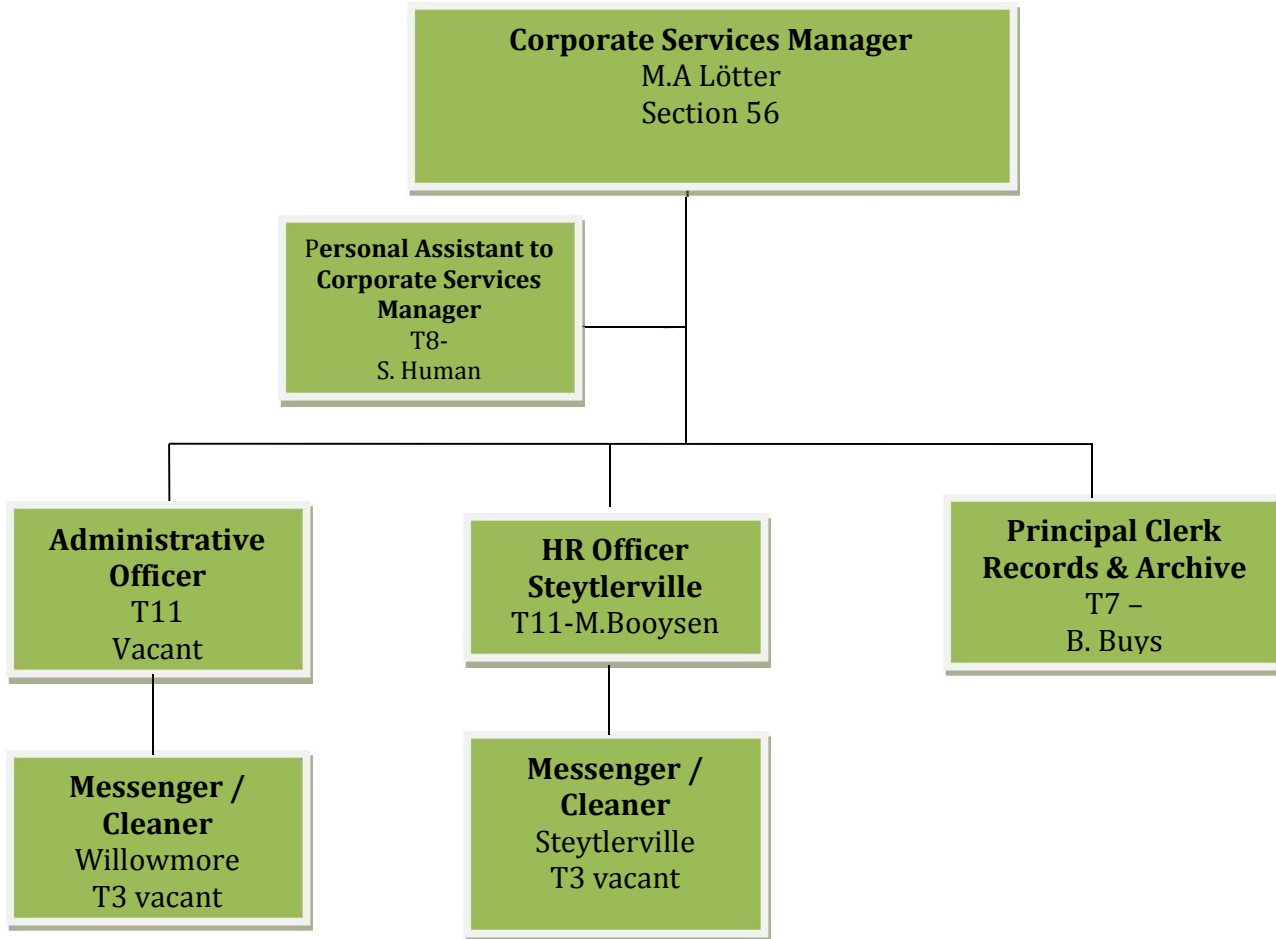 Corporate Services Manager
M.A Lötter
Section 56
Personal Assistant to
Corporate Services
Manager
T8-
S. Human
Administrative
Officer
T11
Vacant
HR Officer
Steytlerville
T11-M.Booysen
Principal Clerk
Records & Archive
T7 –
B. Buys
Messenger /
Cleaner
Willowmore
T3 vacant
Messenger /
Cleaner
Steytlerville
T3 vacant